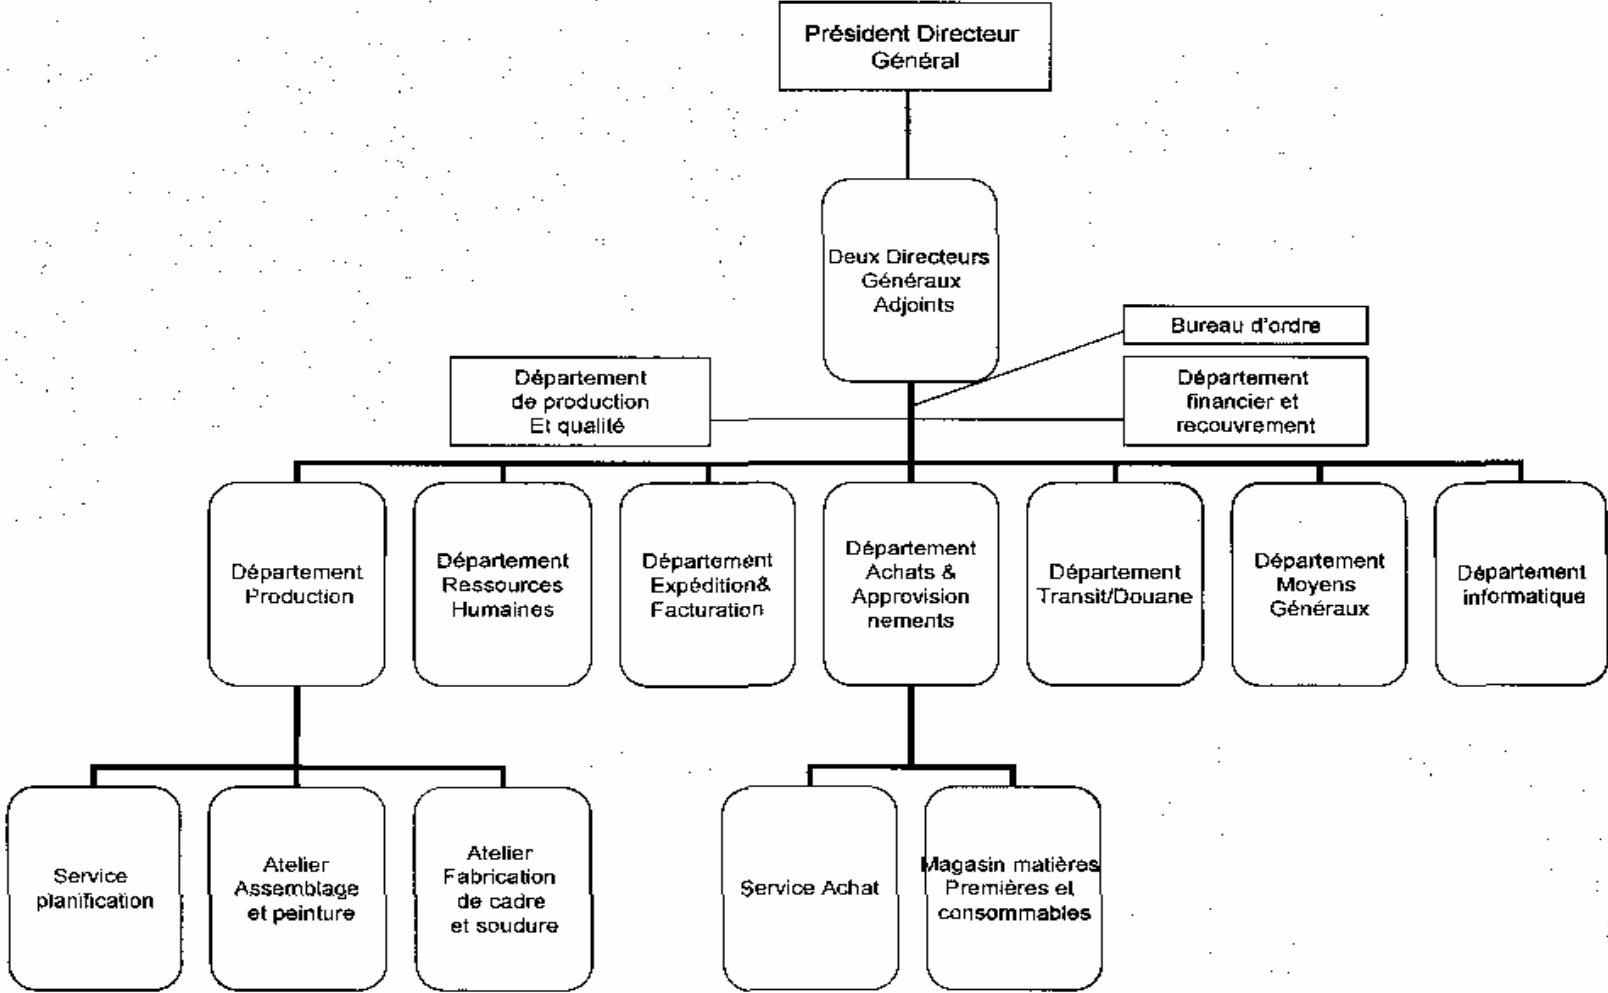 Président Directeur
Général
Deux Directeurs
Généraux
Adjoints
Bureau d'ordre
Département
de production
Et qualité
Département
financier et
recouvrement
Département
Production
Département
Ressources
Humaines
Département
Expédition&
Facturation
Département
Achats &
Approvision
nements
Département
Transit/Douane
Département
Moyens
Généraux
Département
informatique
Service
planification
Atelier
Assemblage
et peinture
Atelier
Fabrication
de cadre
et soudure
Service Achat
Magasin matières
Premières et
consommables